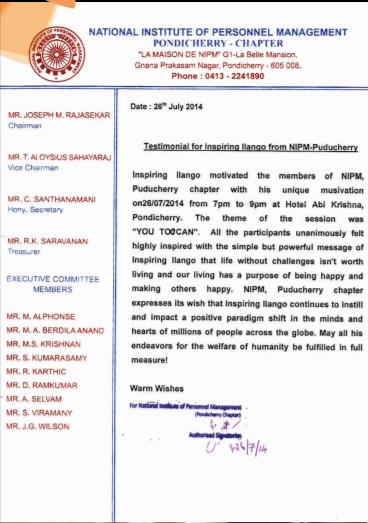 NATIONAL INSTITUTE OF PERSONNEL MANAGEMENT
PONDICHERRY - CHAPTER
"LA MAISON DE NIPM" G1-La Belle Mansion,
Gnana Prakasam Nagar, Pondicherry - 605 008.
Phone : 0413 - 2241890
MR. JOSEPH M. RAJASEKAR
Chairman
MR. T. ALOYSIUS SAHAYARAJ
Vice Chairman
MR. C. SANTHANAMANI
Hony. Secretary
MR. R.K. SARAVANAN
Treasurer
EXECUTIVE COMMITTEE
MEMBERS
MR. M. ALPHONSE
MR. M. A. BERDILA ANAND
MR. M.S. KRISHNAN
MR. S. KUMARASAMY
MR. R. KARTHIC
MR. D. RAMKUMAR
MR. A. SELVAM
MR. S. VIRAMANY
MR. J.G. WILSON
Date : 26th July 2014
Testimonial for Inspiring Ilango from NIPM-Puducherry
Inspiring Ilango motivated the members of NIPM,
Puducherry chapter with his unique musivation
on26/07/2014 from 7pm to 9pm at Hotel Abi Krishna,
Pondicherry. The theme of the session was
"YOU TOOCAN". All the participants unanimously felt
highly inspired with the simple but powerful message of
Inspiring Ilango that life without challenges isn't worth
living and our living has a purpose of being happy and
making others happy. NIPM, Puducherry chapter
expresses its wish that Inspiring Ilango continues to instill
and impact a positive paradigm shift in the minds and
hearts of millions of people across the globe. May all his
endeavors for the welfare of humanity be fulfilled in full
measure!
Warm Wishes
For National Institute of Personnel Management
(Pondicherry Chapter)
Authorised Signatories
26/7/14